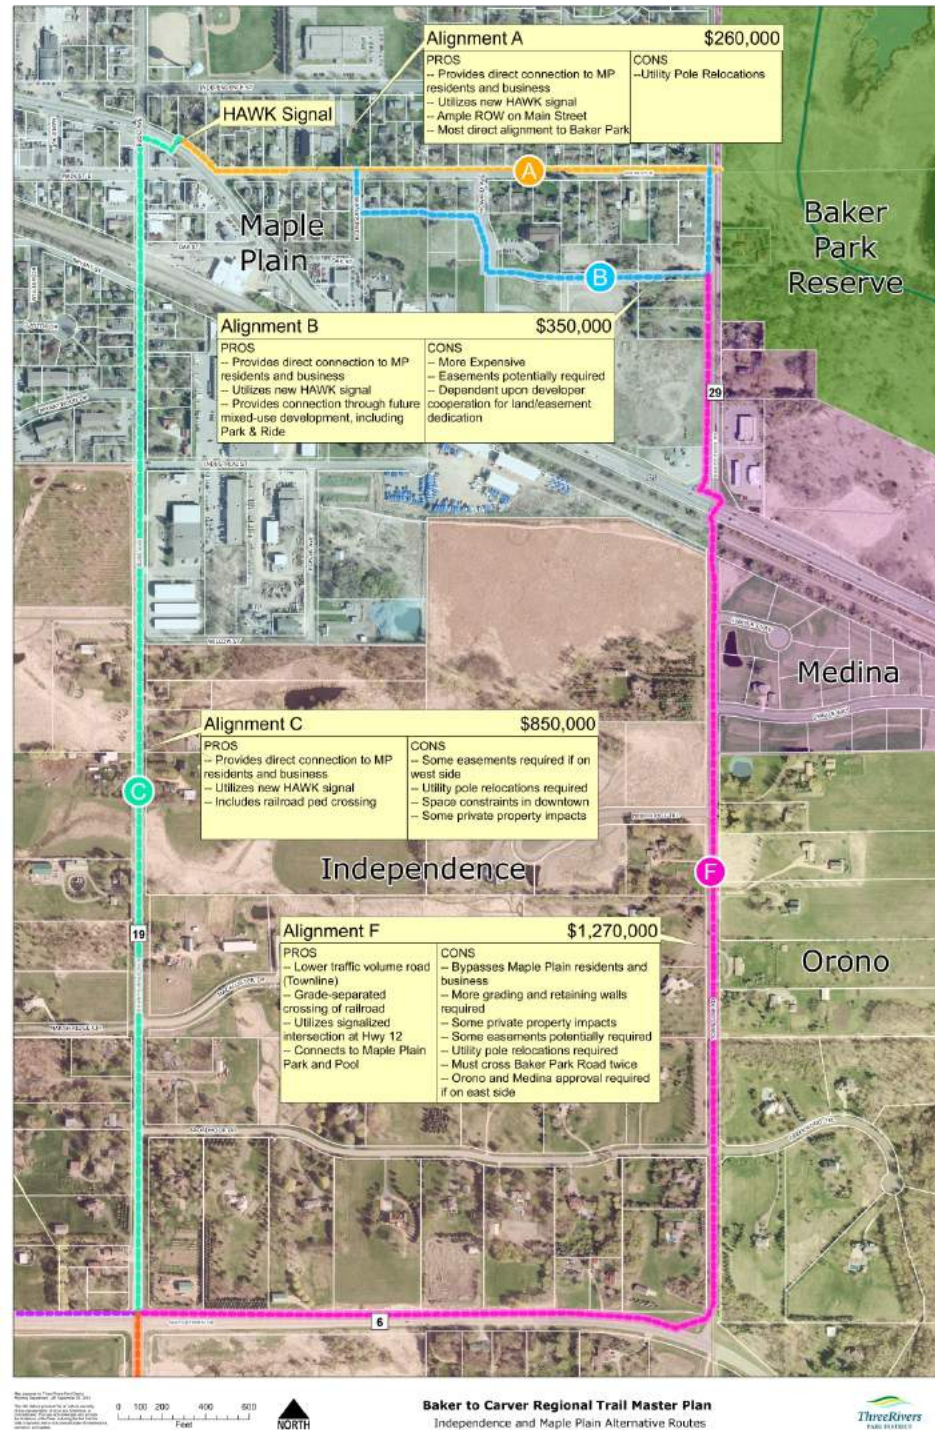 Alignment A $260,000
PROS
-- Provides direct connection to MP
residents and business
-- Utilizes new HAWK signal
-- Ample ROW on Main Street
-- Most direct alignment to Baker Park
CONS
--Utility Pole Relocations
INDEPENDENCE ST
HAWK Signal
A
Maple
Plain
Baker
Park
Reserve
B
Alignment B $350,000
PROS
-- Provides direct connection to MP
residents and business
-- Utilizes new HAWK signal
-- Provides connection through future
mixed-use development, including
Park & Ride
CONS
-- More Expensive
-- Easements potentially required
-- Dependent upon developer
cooperation for land/easement
dedication
29
INDUSTRIAL ST
Medina
Alignment C $850,000
PROS
-- Provides direct connection to MP
residents and business
-- Utilizes new HAWK signal
-- Includes railroad ped crossing
CONS
-- Some easements required if on
west side
-- Utility pole relocations required
-- Space constraints in downtown
-- Some private property impacts
C
Independence
F
19
Alignment F $1,270,000
PROS
-- Lower traffic volume road
(Townline)
-- Grade-separated
crossing of railroad
-- Utilizes signalized
intersection at Hwy 12
-- Connects to Maple Plain
Park and Pool
CONS
-- Bypasses Maple Plain residents and
business
-- More grading and retaining walls
required
-- Some private property impacts
-- Some easements potentially required
-- Utility pole relocations required
-- Must cross Baker Park Road twice
-- Orono and Medina approval required
if on east side
Orono
6
0 100 200 400 600
Feet
NORTH
Baker to Carver Regional Trail Master Plan
Independence and Maple Plain Alternative Routes
ThreeRivers
PARK DISTRICT